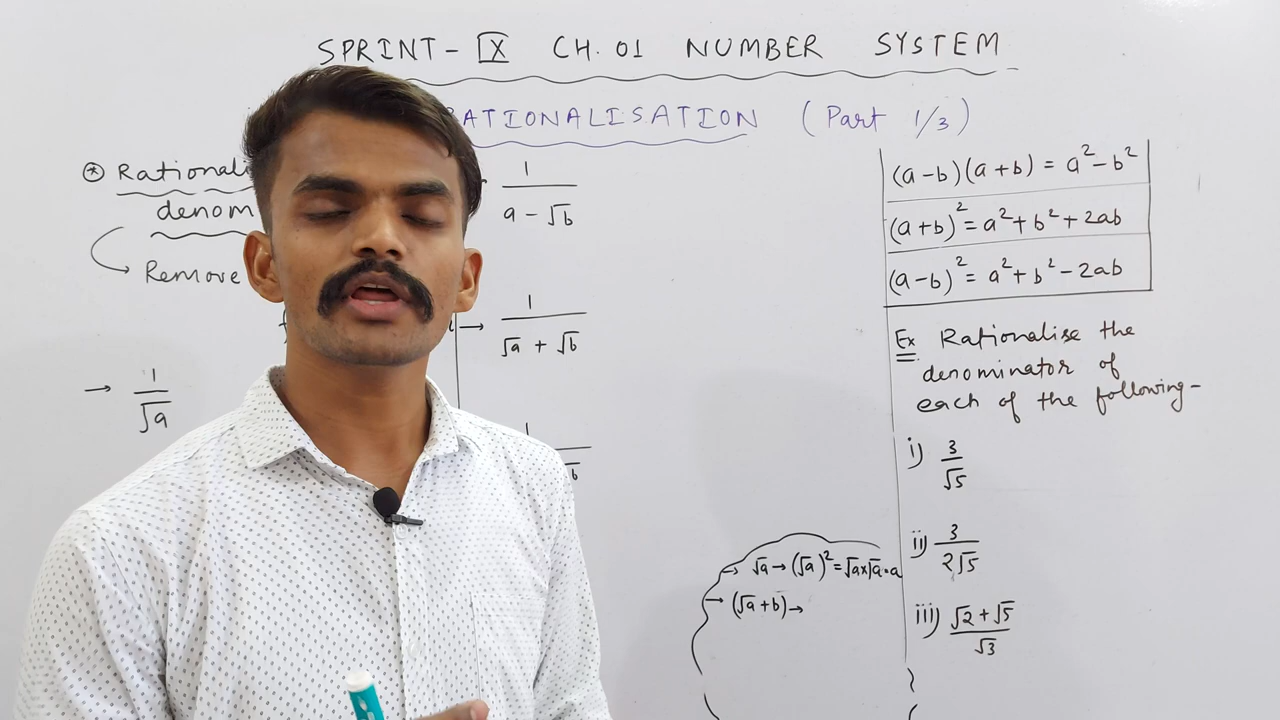 SPRINT - IX CH. 01 NUMBER SYSTEM
RATIONALISATION (Part 1/3)
⊛ Rationali
denom
Remove
→ 1/√a
1/(a - √b)
→ 1/(√a + √b)
1
√b
(a-b)(a+b) = a² - b²
(a+b)² = a² + b² + 2ab
(a-b)² = a² + b² - 2ab
Ex Rationalise the
denominator of
each of the following -
i) 3/√5
ii) 3/2√5
iii) (√2 + √5)/√3
→ √a → (√a)² = √a×√a = a
→ (√a + b) →